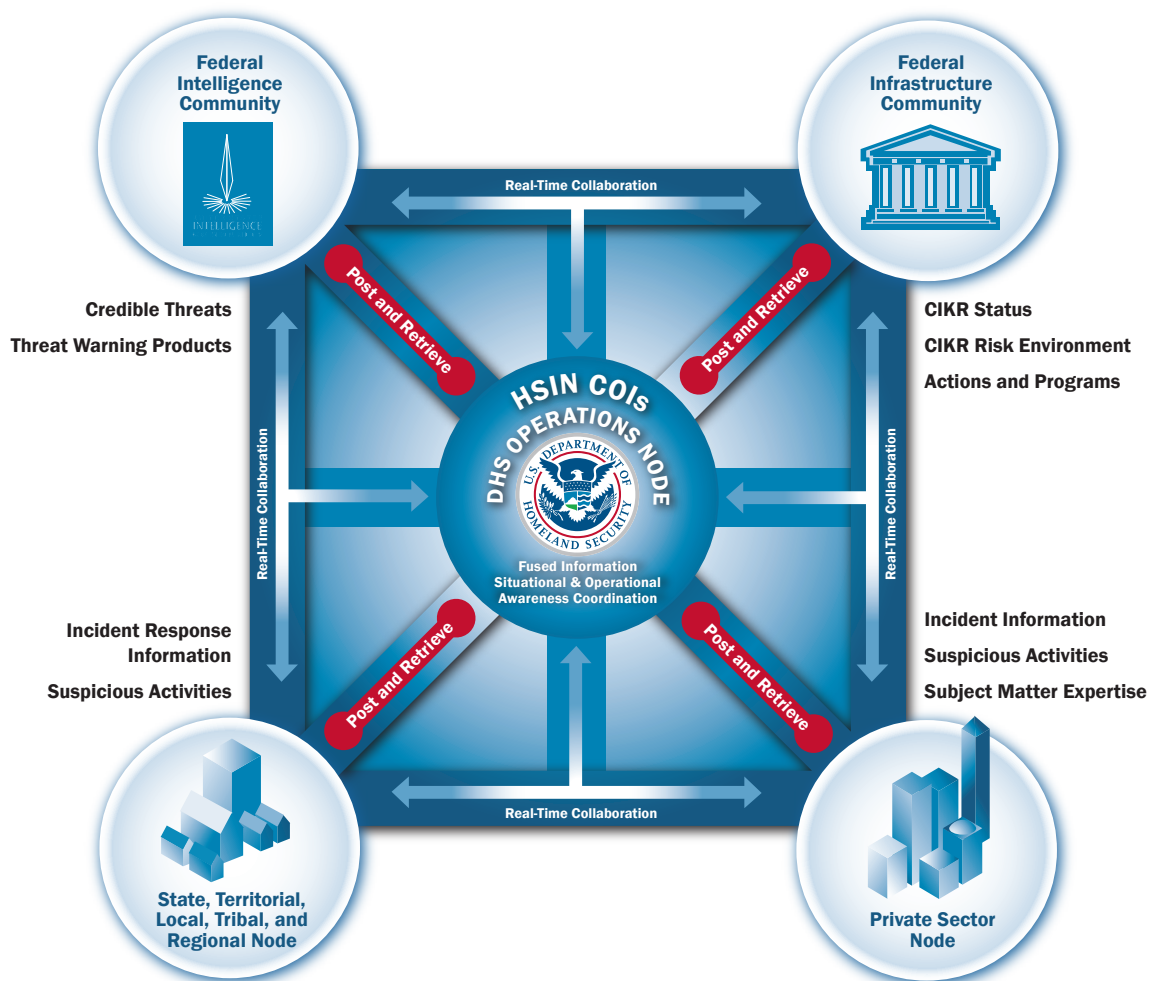 Federal
Intelligence
Community
INTELLIGENCE
Federal
Infrastructure
Community
Real-Time Collaboration
Post and Retrieve
Post and Retrieve
Credible Threats
Threat Warning Products
CIKR Status
CIKR Risk Environment
Actions and Programs
Real-Time Collaboration
Real-Time Collaboration
HSIN COIs
DHS OPERATIONS NODE
U.S. DEPARTMENT OF
HOMELAND SECURITY
Fused Information
Situational & Operational
Awareness Coordination
Incident Response
Information
Suspicious Activities
Post and Retrieve
Post and Retrieve
Incident Information
Suspicious Activities
Subject Matter Expertise
Real-Time Collaboration
State, Territorial,
Local, Tribal, and
Regional Node
Private Sector
Node